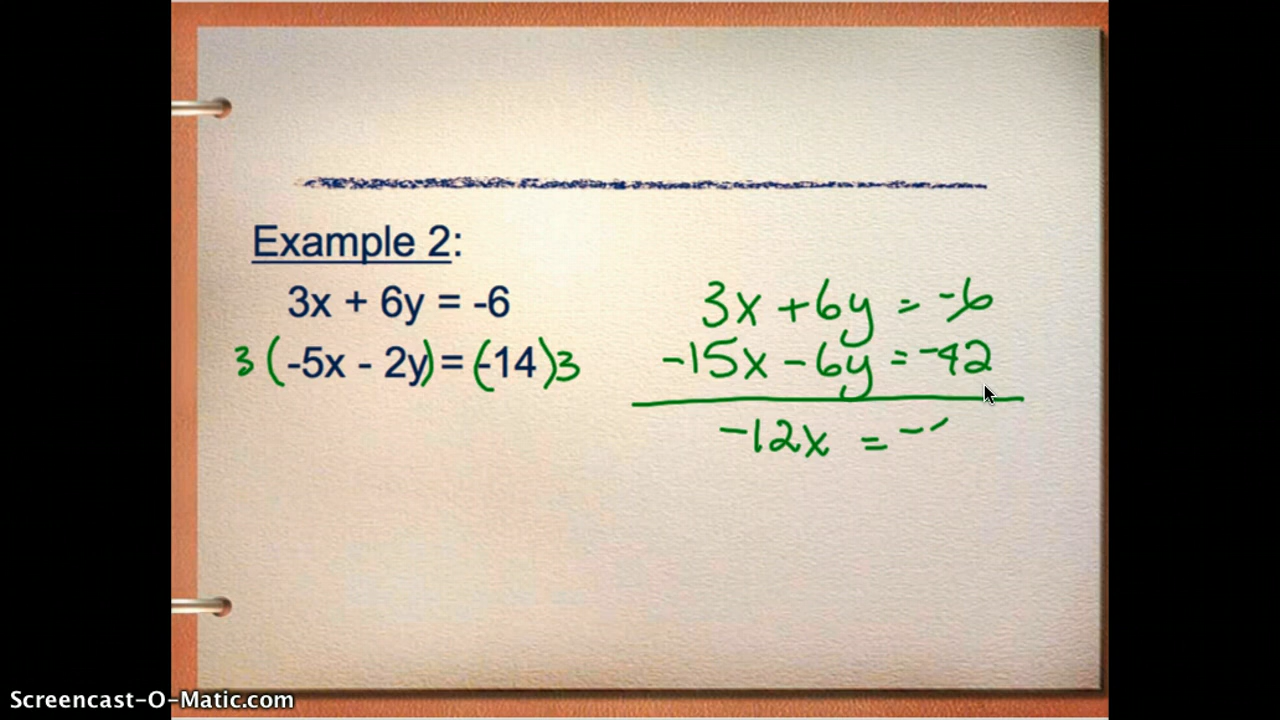 Example 2:
3x + 6y = -6
3 (-5x - 2y) = (-14)3
3x + 6y = -6
-15x - 6y = -42
-12x = -
Screencast-O-Matic.com